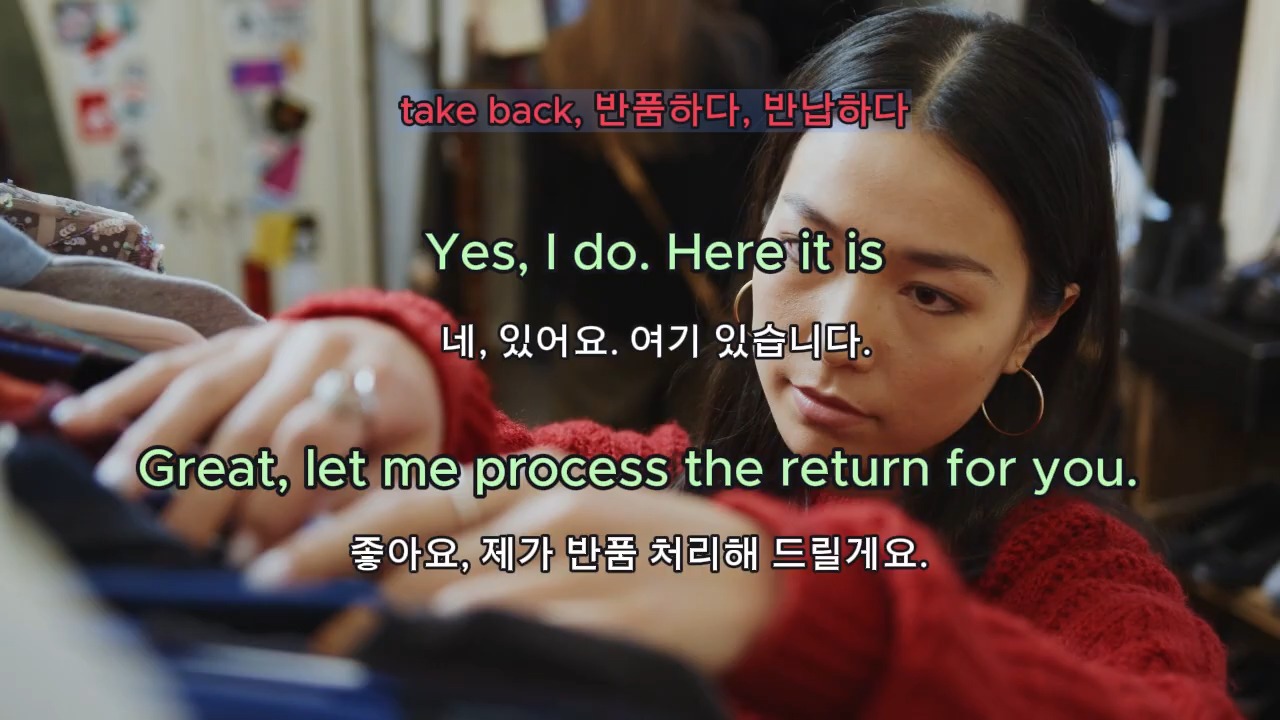 take back, 반품하다, 반납하다
Yes, I do. Here it is
네, 있어요. 여기 있습니다.
Great, let me process the return for you.
좋아요, 제가 반품 처리해 드릴게요.